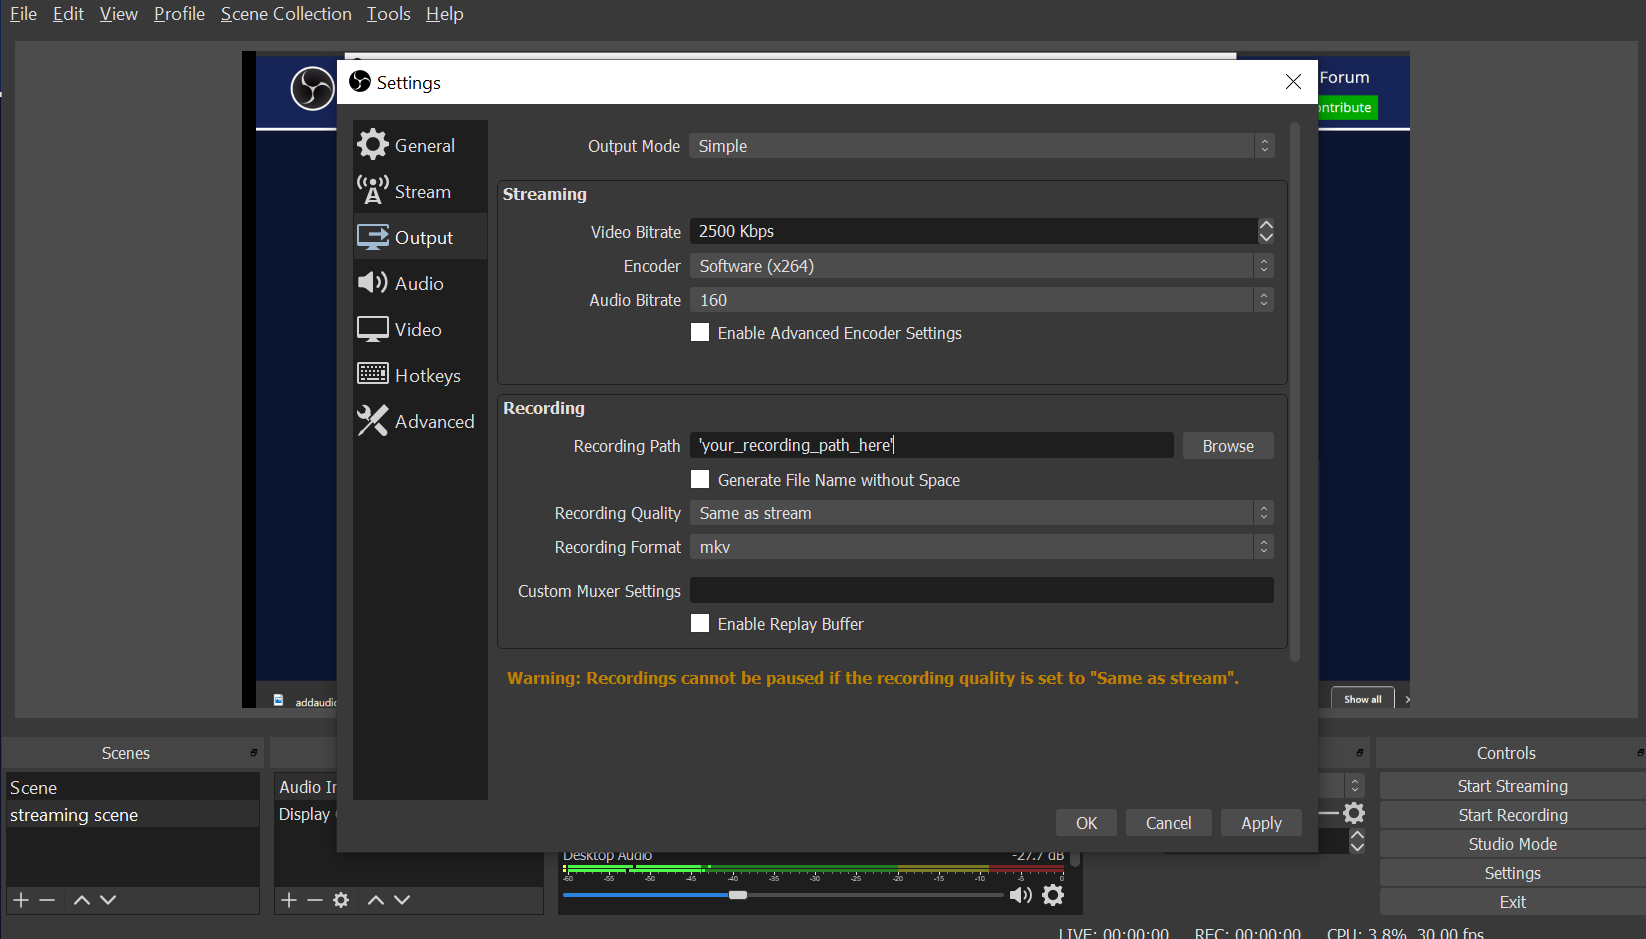 File Edit View Profile Scene Collection Tools Help
Forum
ontribute
Settings
General
Stream
Output
Audio
Video
Hotkeys
Advanced
Output Mode Simple
Streaming
Video Bitrate 2500 Kbps
Encoder Software (x264)
Audio Bitrate 160
Enable Advanced Encoder Settings
Recording
Recording Path 'your_recording_path_here' Browse
Generate File Name without Space
Recording Quality Same as stream
Recording Format mkv
Custom Muxer Settings
Enable Replay Buffer
Warning: Recordings cannot be paused if the recording quality is set to "Same as stream".
OK Cancel Apply
addaudio
Show all
Scenes
Scene
streaming scene
Audio In
Display
Desktop Audio -27.7 dB
-60 -55 -50 -45 -40 -35 -30 -25 -20 -15 -10 -5 0
Controls
Start Streaming
Start Recording
Studio Mode
Settings
Exit
LIVE: 00:00:00 REC: 00:00:00 CPU: 3.8%, 30.00 fps